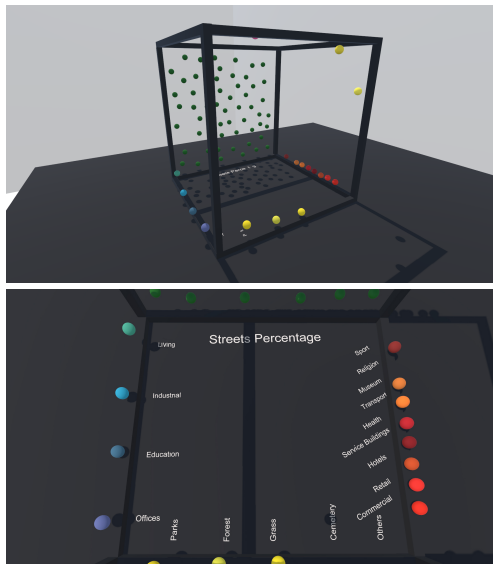 Streets Percentage
Living
Industrial
Education
Offices
Sport
Religion
Museum
Transport
Health
Service Buildings
Hotels
Retail
Commercial
Parks
Forest
Grass
Cemetary
Others